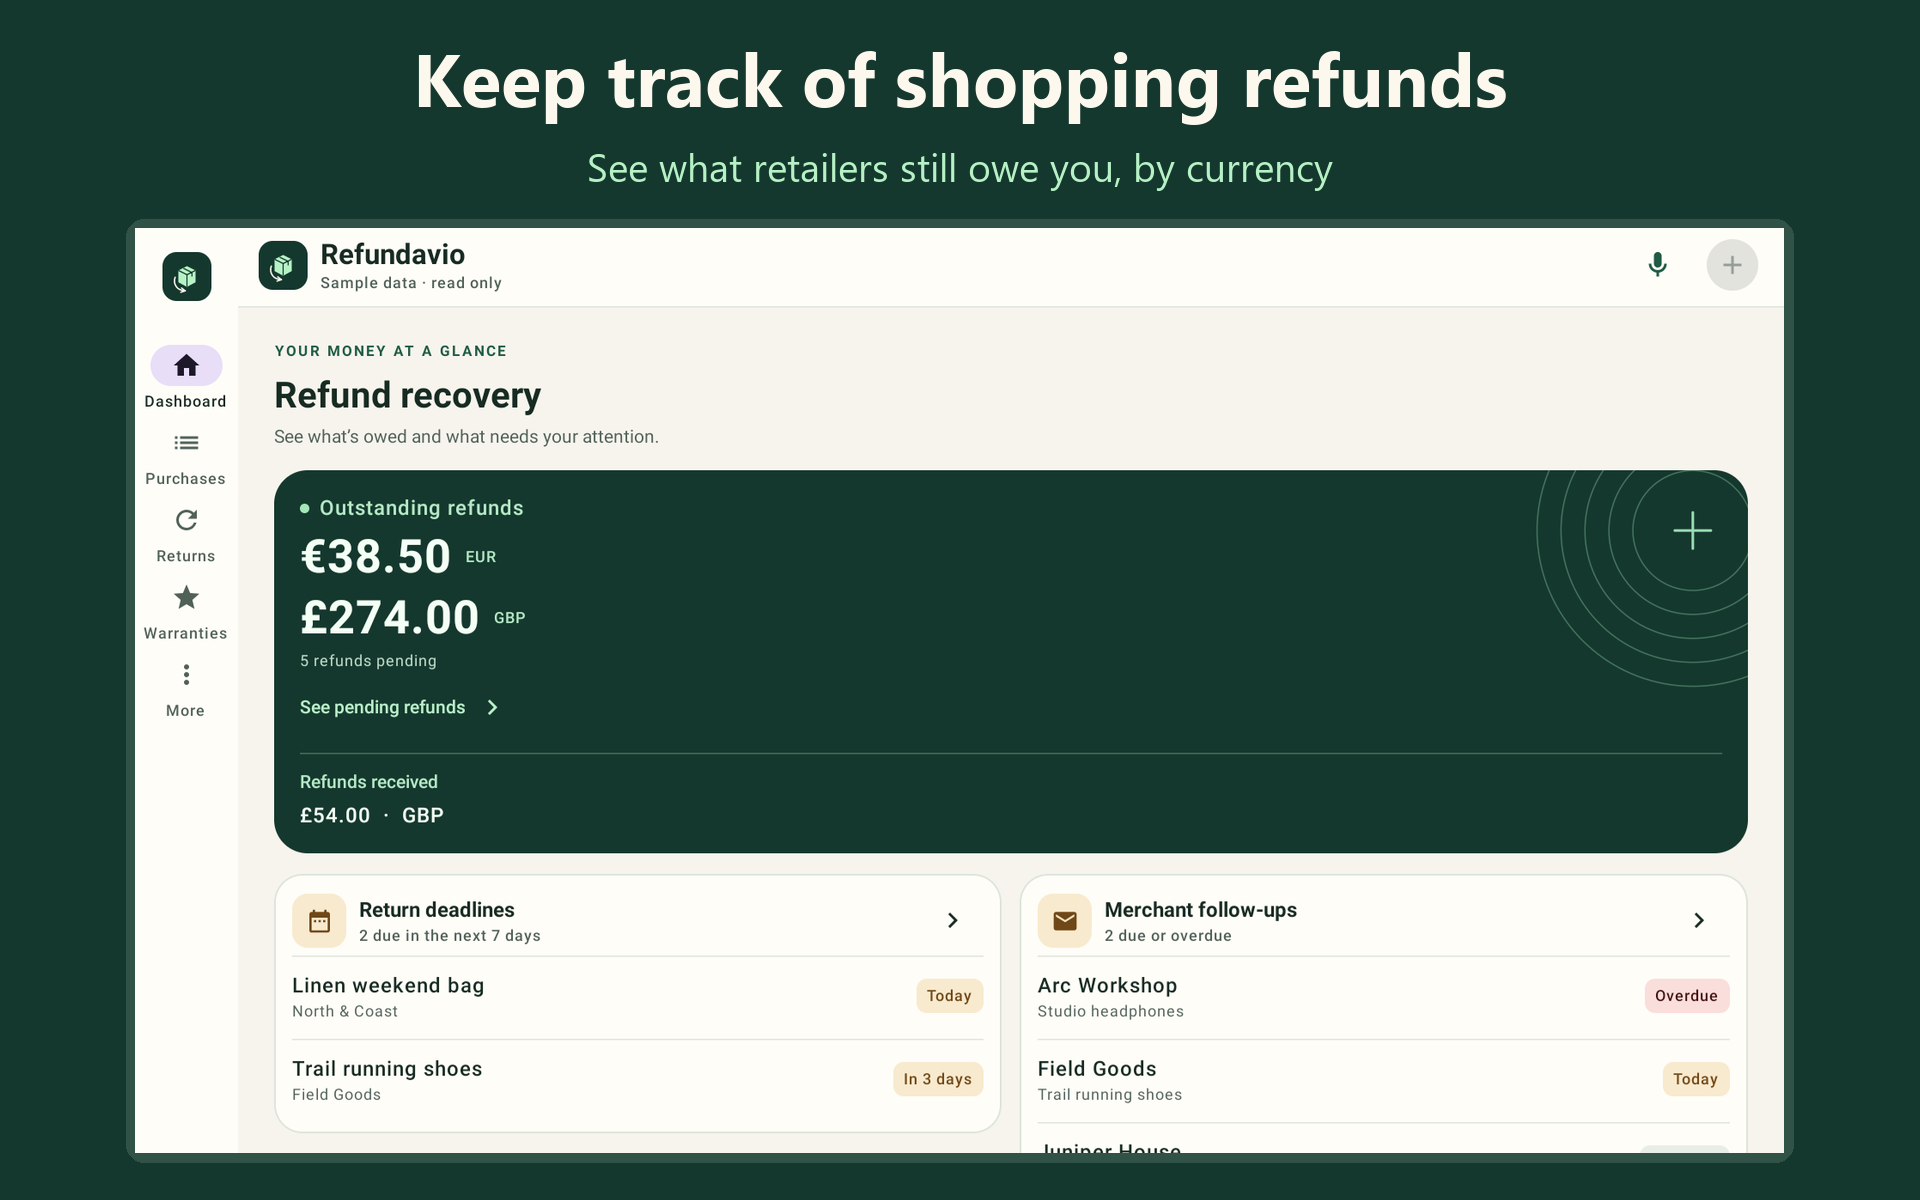 Keep track of shopping refunds
See what retailers still owe you, by currency
Refundavio
Sample data · read only
Dashboard
Purchases
Returns
Warranties
More
YOUR MONEY AT A GLANCE
Refund recovery
See what’s owed and what needs your attention.
Outstanding refunds
€38.50 EUR
£274.00 GBP
5 refunds pending
See pending refunds
Refunds received
£54.00 · GBP
Return deadlines
2 due in the next 7 days
Linen weekend bag
North & Coast
Today
Trail running shoes
Field Goods
In 3 days
Merchant follow-ups
2 due or overdue
Arc Workshop
Studio headphones
Overdue
Field Goods
Trail running shoes
Today
Juniper House